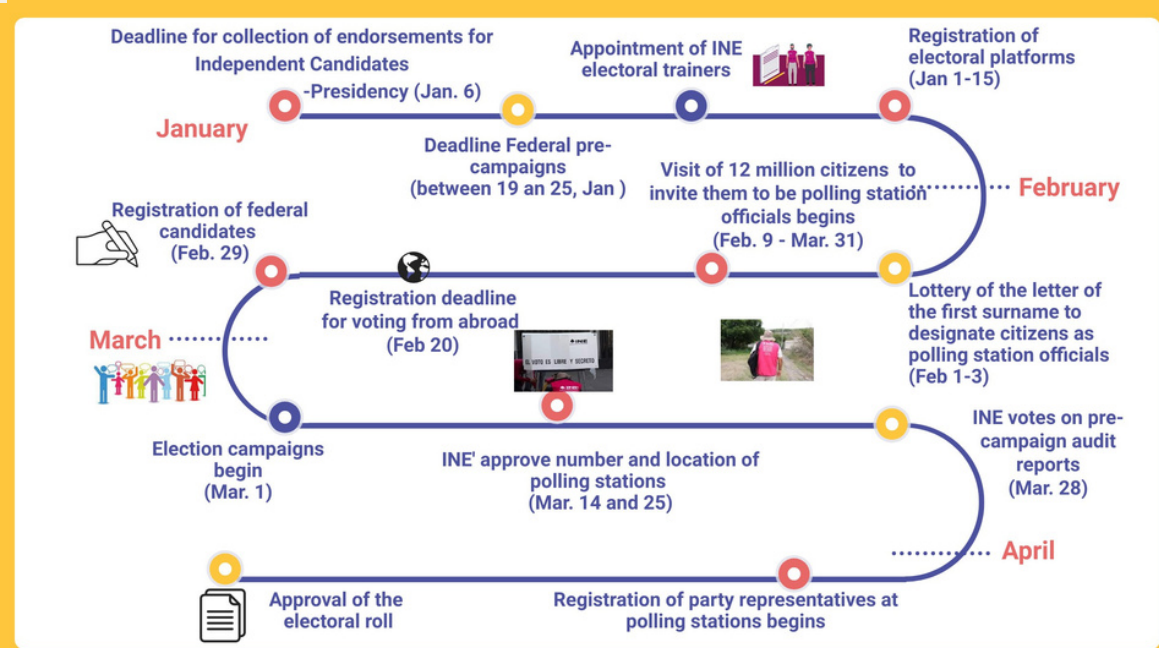 Deadline for collection of endorsements for
Independent Candidates
-Presidency (Jan. 6)
Appointment of INE
electoral trainers
Registration of
electoral platforms
(Jan 1-15)
January
Deadline Federal pre-
campaigns
(between 19 an 25, Jan )
Visit of 12 million citizens to
invite them to be polling station
officials begins
(Feb. 9 - Mar. 31)
February
Registration of federal
candidates
(Feb. 29)
Registration deadline
for voting from abroad
(Feb 20)
Lottery of the letter of
the first surname to
designate citizens as
polling station officials
(Feb 1-3)
March
INE
EL VOTO ES LIBRE Y SECRETO
Election campaigns
begin
(Mar. 1)
INE' approve number and location of
polling stations
(Mar. 14 and 25)
INE votes on pre-
campaign audit
reports
(Mar. 28)
April
Approval of the
electoral roll
Registration of party representatives at
polling stations begins